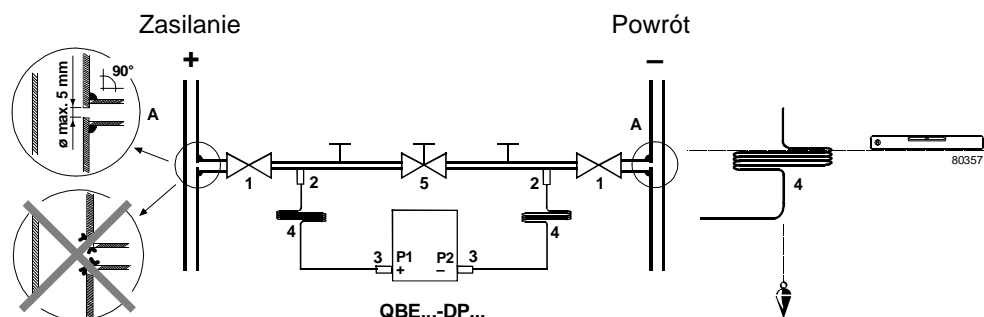 Zasilanie
Powrót
+
–
90°
ø max. 5 mm
A
A
1
2
5
2
1
4
4
4
80357
3
P1
+
P2
–
3
QBE...-DP...